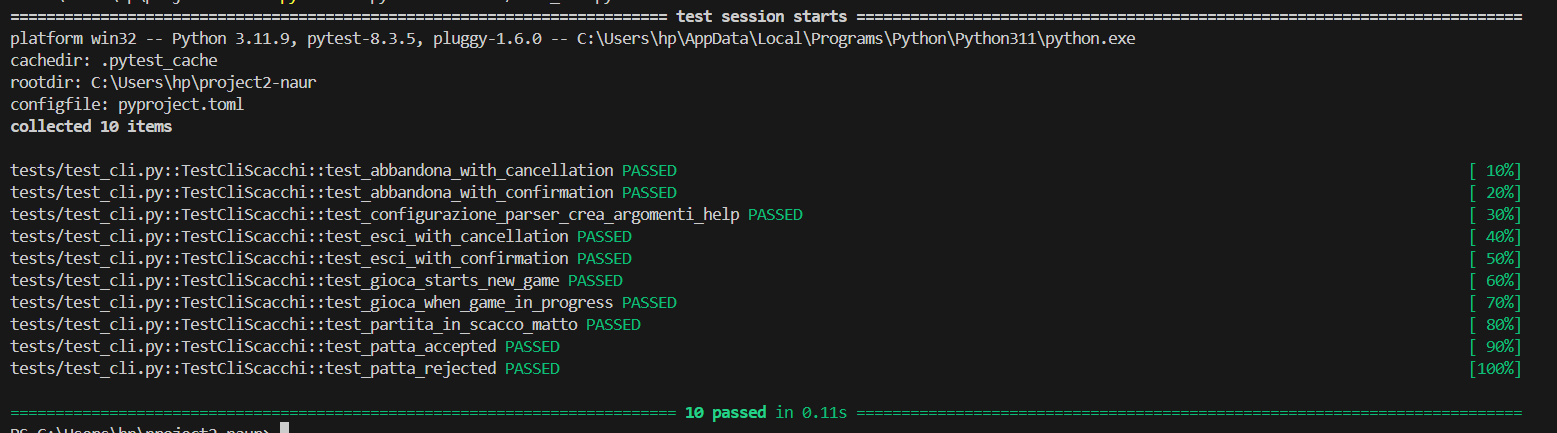 ============================= test session starts =============================
platform win32 -- Python 3.11.9, pytest-8.3.5, pluggy-1.6.0 -- C:\Users\hp\AppData\Local\Programs\Python\Python311\python.exe
cachedir: .pytest_cache
rootdir: C:\Users\hp\project2-naur
configfile: pyproject.toml
collected 10 items
tests/test_cli.py::TestCliScacchi::test_abbandona_with_cancellation PASSED [ 10%]
tests/test_cli.py::TestCliScacchi::test_abbandona_with_confirmation PASSED [ 20%]
tests/test_cli.py::TestCliScacchi::test_configurazione_parser_crea_argomenti_help PASSED [ 30%]
tests/test_cli.py::TestCliScacchi::test_esci_with_cancellation PASSED [ 40%]
tests/test_cli.py::TestCliScacchi::test_esci_with_confirmation PASSED [ 50%]
tests/test_cli.py::TestCliScacchi::test_gioca_starts_new_game PASSED [ 60%]
tests/test_cli.py::TestCliScacchi::test_gioca_when_game_in_progress PASSED [ 70%]
tests/test_cli.py::TestCliScacchi::test_partita_in_scacco_matto PASSED [ 80%]
tests/test_cli.py::TestCliScacchi::test_patta_accepted PASSED [ 90%]
tests/test_cli.py::TestCliScacchi::test_patta_rejected PASSED [100%]
============================= 10 passed in 0.11s =============================
PS C:\Users\hp\project2-naur>